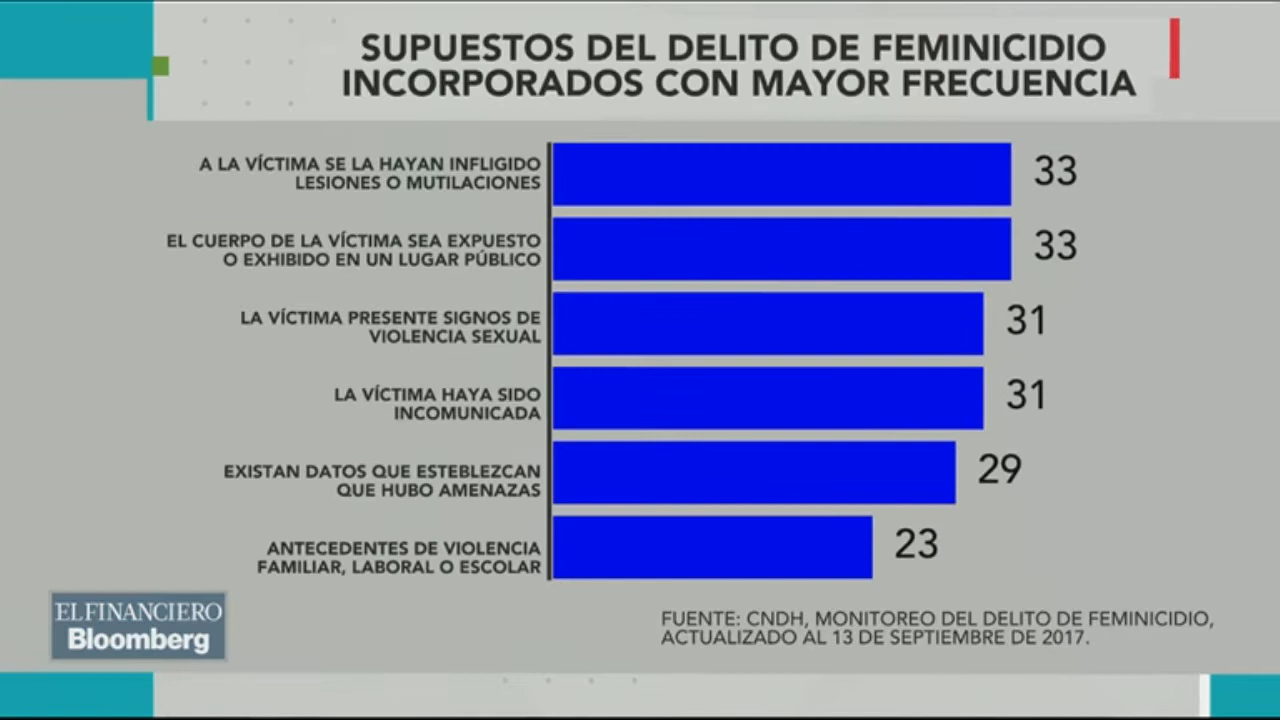 SUPUESTOS DEL DELITO DE FEMINICIDIO
INCORPORADOS CON MAYOR FRECUENCIA
A LA VÍCTIMA SE LA HAYAN INFLIGIDO
LESIONES O MUTILACIONES
33
EL CUERPO DE LA VÍCTIMA SEA EXPUESTO
O EXHIBIDO EN UN LUGAR PÚBLICO
33
LA VÍCTIMA PRESENTE SIGNOS DE
VIOLENCIA SEXUAL
31
LA VÍCTIMA HAYA SIDO
INCOMUNICADA
31
EXISTAN DATOS QUE ESTEBLEZCAN
QUE HUBO AMENAZAS
29
ANTECEDENTES DE VIOLENCIA
FAMILIAR, LABORAL O ESCOLAR
23
EL FINANCIERO
Bloomberg
FUENTE: CNDH, MONITOREO DEL DELITO DE FEMINICIDIO,
ACTUALIZADO AL 13 DE SEPTIEMBRE DE 2017.